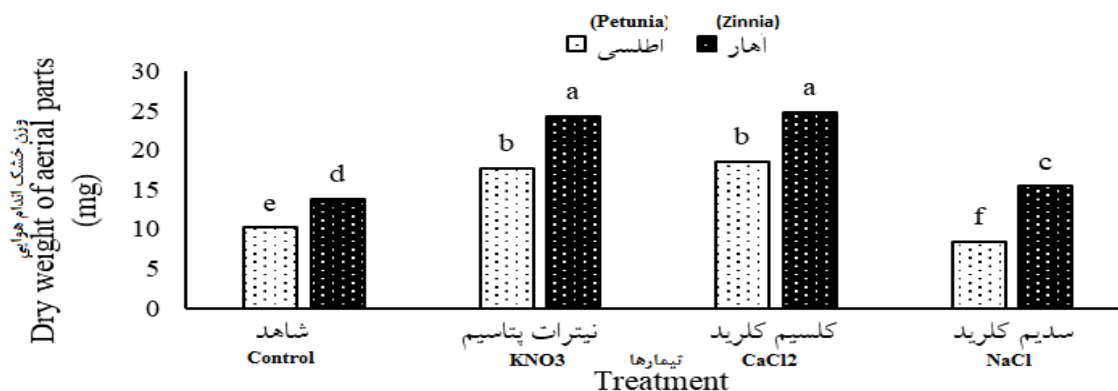 (Petunia) (Zinnia)
اطلسی آهار
وزن خشک اندام هوایی
Dry weight of aerial parts
(mg)
30
25
20
15
10
5
0
e d b a b a f c
شاهد نیترات پتاسیم کلسیم کلرید سدیم کلرید
Control KNO3 CaCl2 NaCl
تیمارها
Treatment